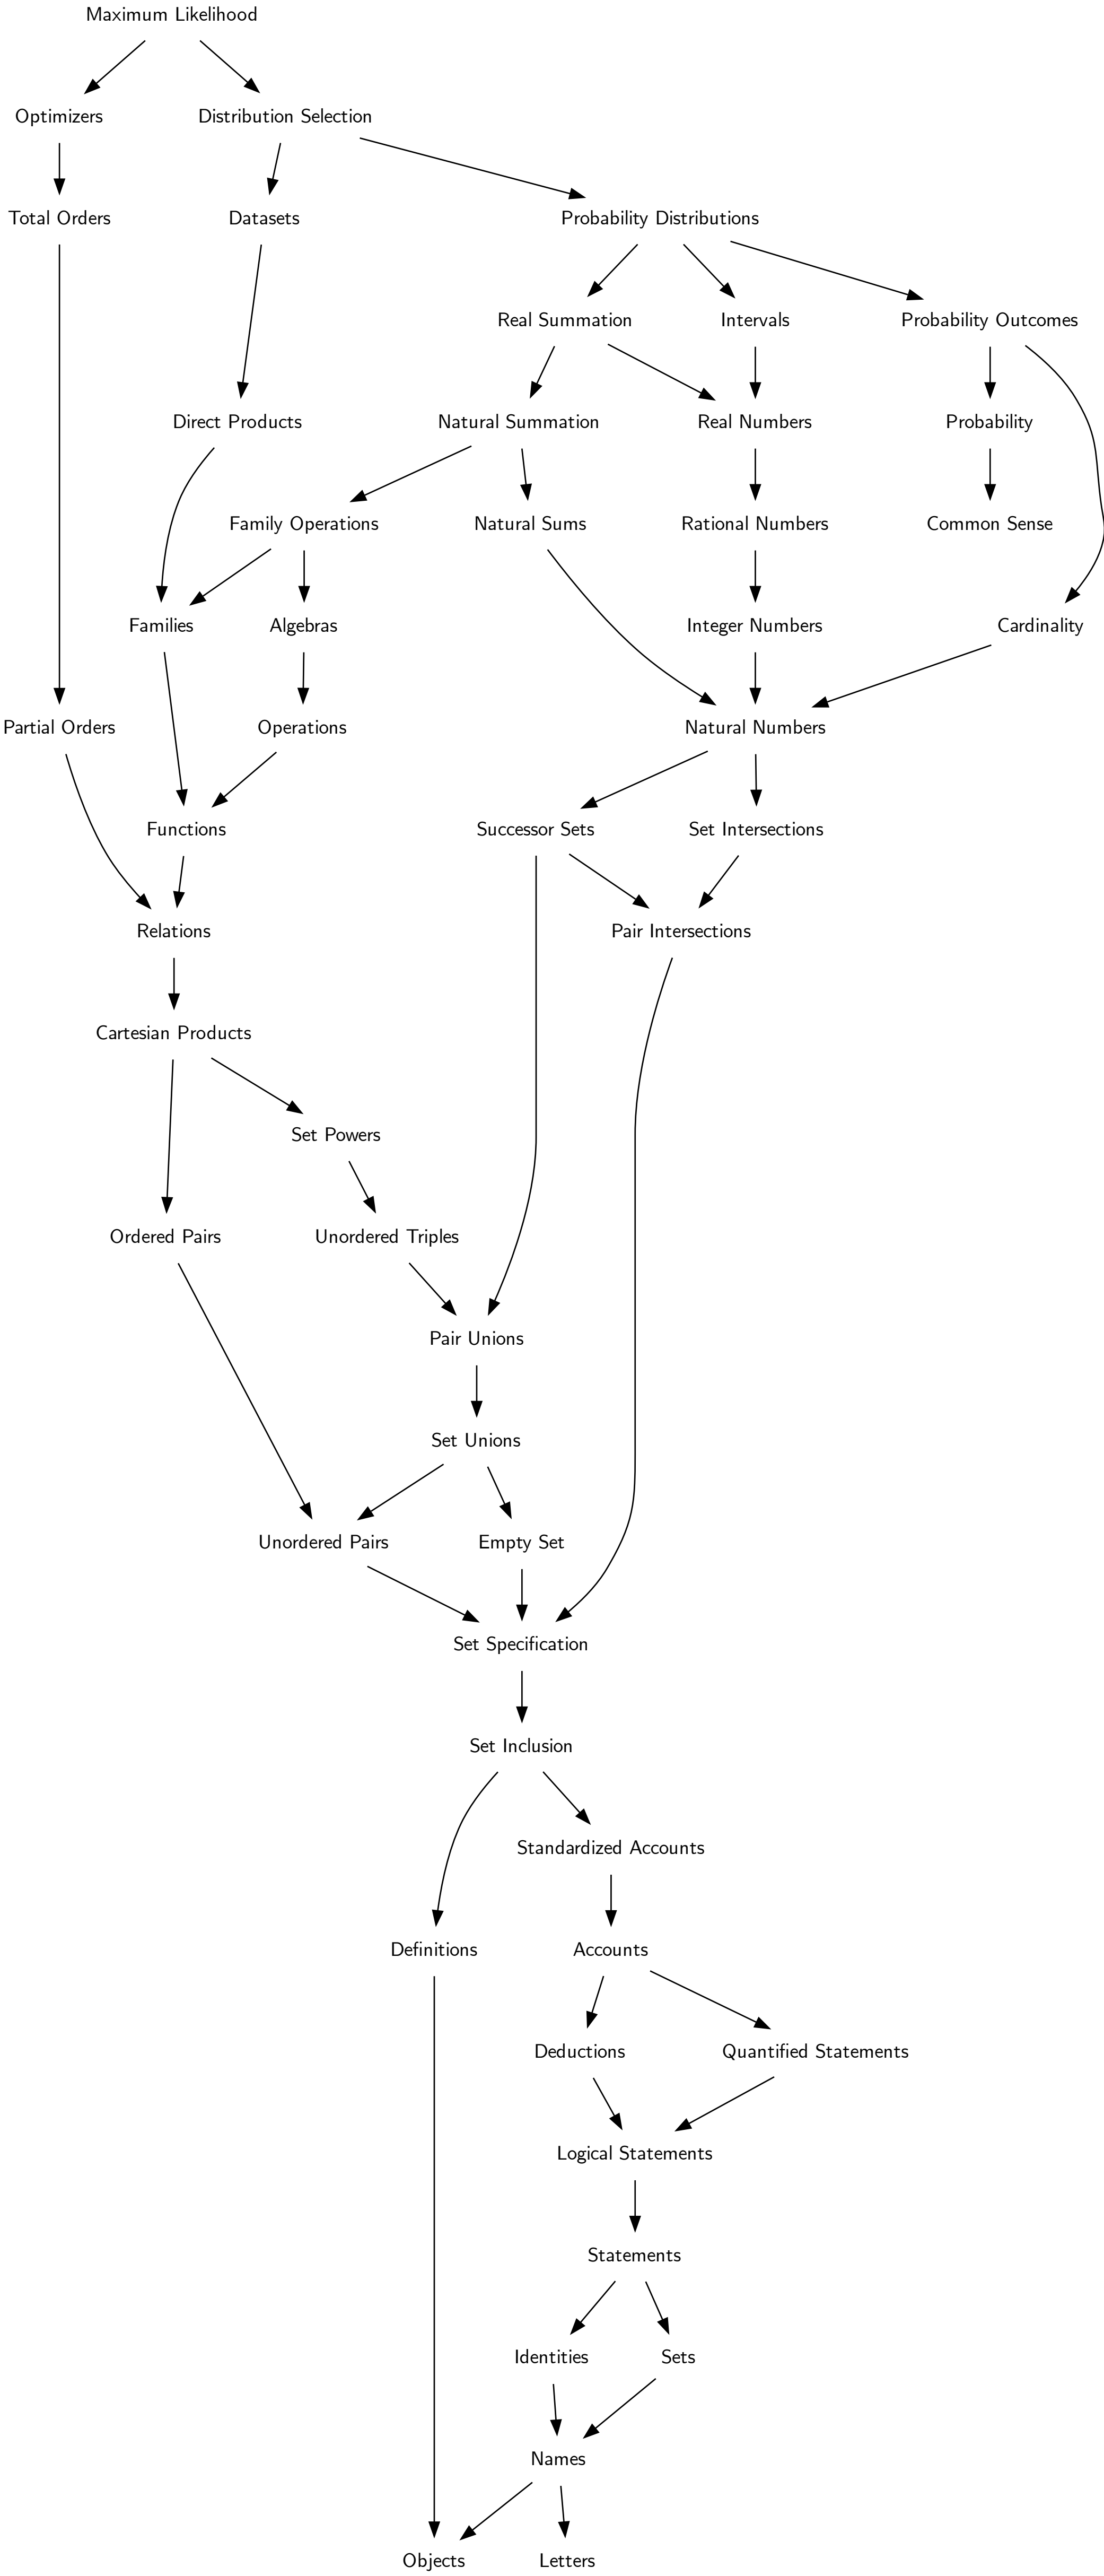 Maximum Likelihood
Optimizers
Distribution Selection
Total Orders
Datasets
Probability Distributions
Real Summation
Intervals
Probability Outcomes
Direct Products
Natural Summation
Real Numbers
Probability
Family Operations
Natural Sums
Rational Numbers
Common Sense
Families
Algebras
Integer Numbers
Cardinality
Partial Orders
Operations
Natural Numbers
Functions
Successor Sets
Set Intersections
Relations
Pair Intersections
Cartesian Products
Set Powers
Ordered Pairs
Unordered Triples
Pair Unions
Set Unions
Unordered Pairs
Empty Set
Set Specification
Set Inclusion
Standardized Accounts
Definitions
Accounts
Deductions
Quantified Statements
Logical Statements
Statements
Identities
Sets
Names
Objects
Letters